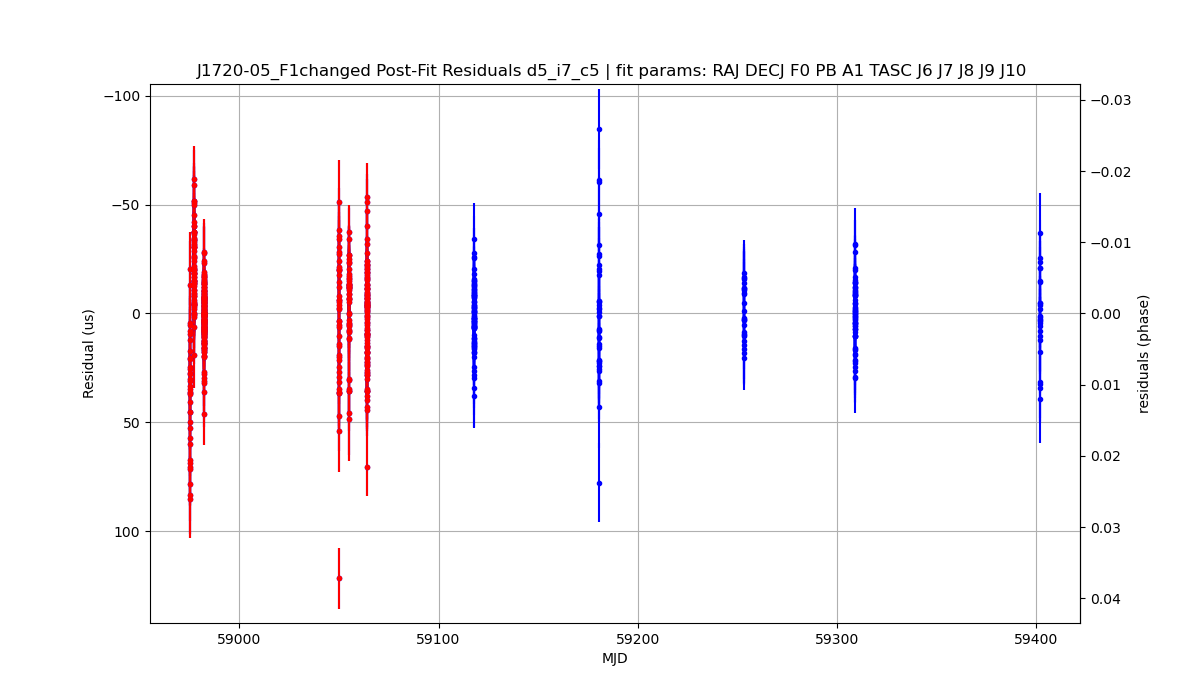 J1720-05_F1changed Post-Fit Residuals d5_i7_c5 | fit params: RAJ DECJ F0 PB A1 TASC J6 J7 J8 J9 J10
−100
−50
0
50
100
Residual (us)
−0.03
−0.02
−0.01
0.00
0.01
0.02
0.03
0.04
residuals (phase)
59000 59100 59200 59300 59400
MJD